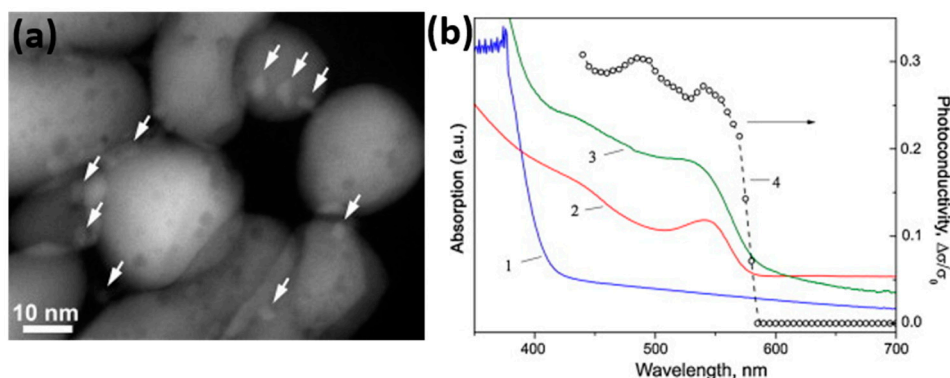 (a)
10 nm
(b)
Absorption (a.u.)
1
2
3
4
400
500
600
700
Wavelength, nm
0.3
0.2
0.1
0.0
Photoconductivity, Δσ/σ₀